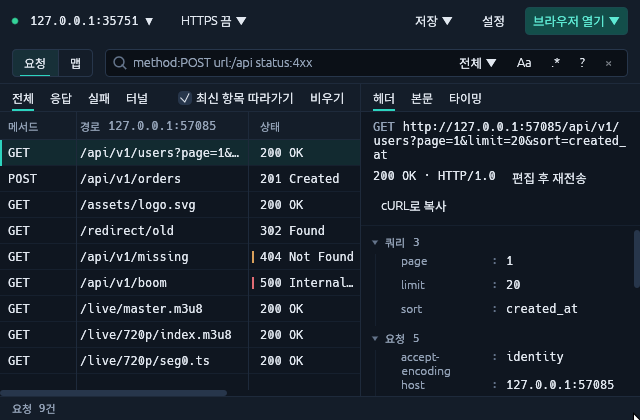 127.0.0.1:35751 ▼ HTTPS 끔 ▼ 저장 ▼ 설정 브라우저 열기 ▼
요청 맵 method:POST url:/api status:4xx 전체 ▼ Aa .* ? ×
전체 응답 실패 터널 ✓ 최신 항목 따라가기 비우기
메서드 경로 127.0.0.1:57085 상태
GET /api/v1/users?page=1&… 200 OK
POST /api/v1/orders 201 Created
GET /assets/logo.svg 200 OK
GET /redirect/old 302 Found
GET /api/v1/missing 404 Not Found
GET /api/v1/boom 500 Internal…
GET /live/master.m3u8 200 OK
GET /live/720p/index.m3u8 200 OK
GET /live/720p/seg0.ts 200 OK
헤더 본문 타이밍
GET http://127.0.0.1:57085/api/v1/
users?page=1&limit=20&sort=created_
at
200 OK · HTTP/1.0 편집 후 재전송
cURL로 복사
▼ 쿼리 3
page : 1
limit : 20
sort : created_at
▼ 요청 5
accept-
encoding : identity
host : 127.0.0.1:57085
요청 9건